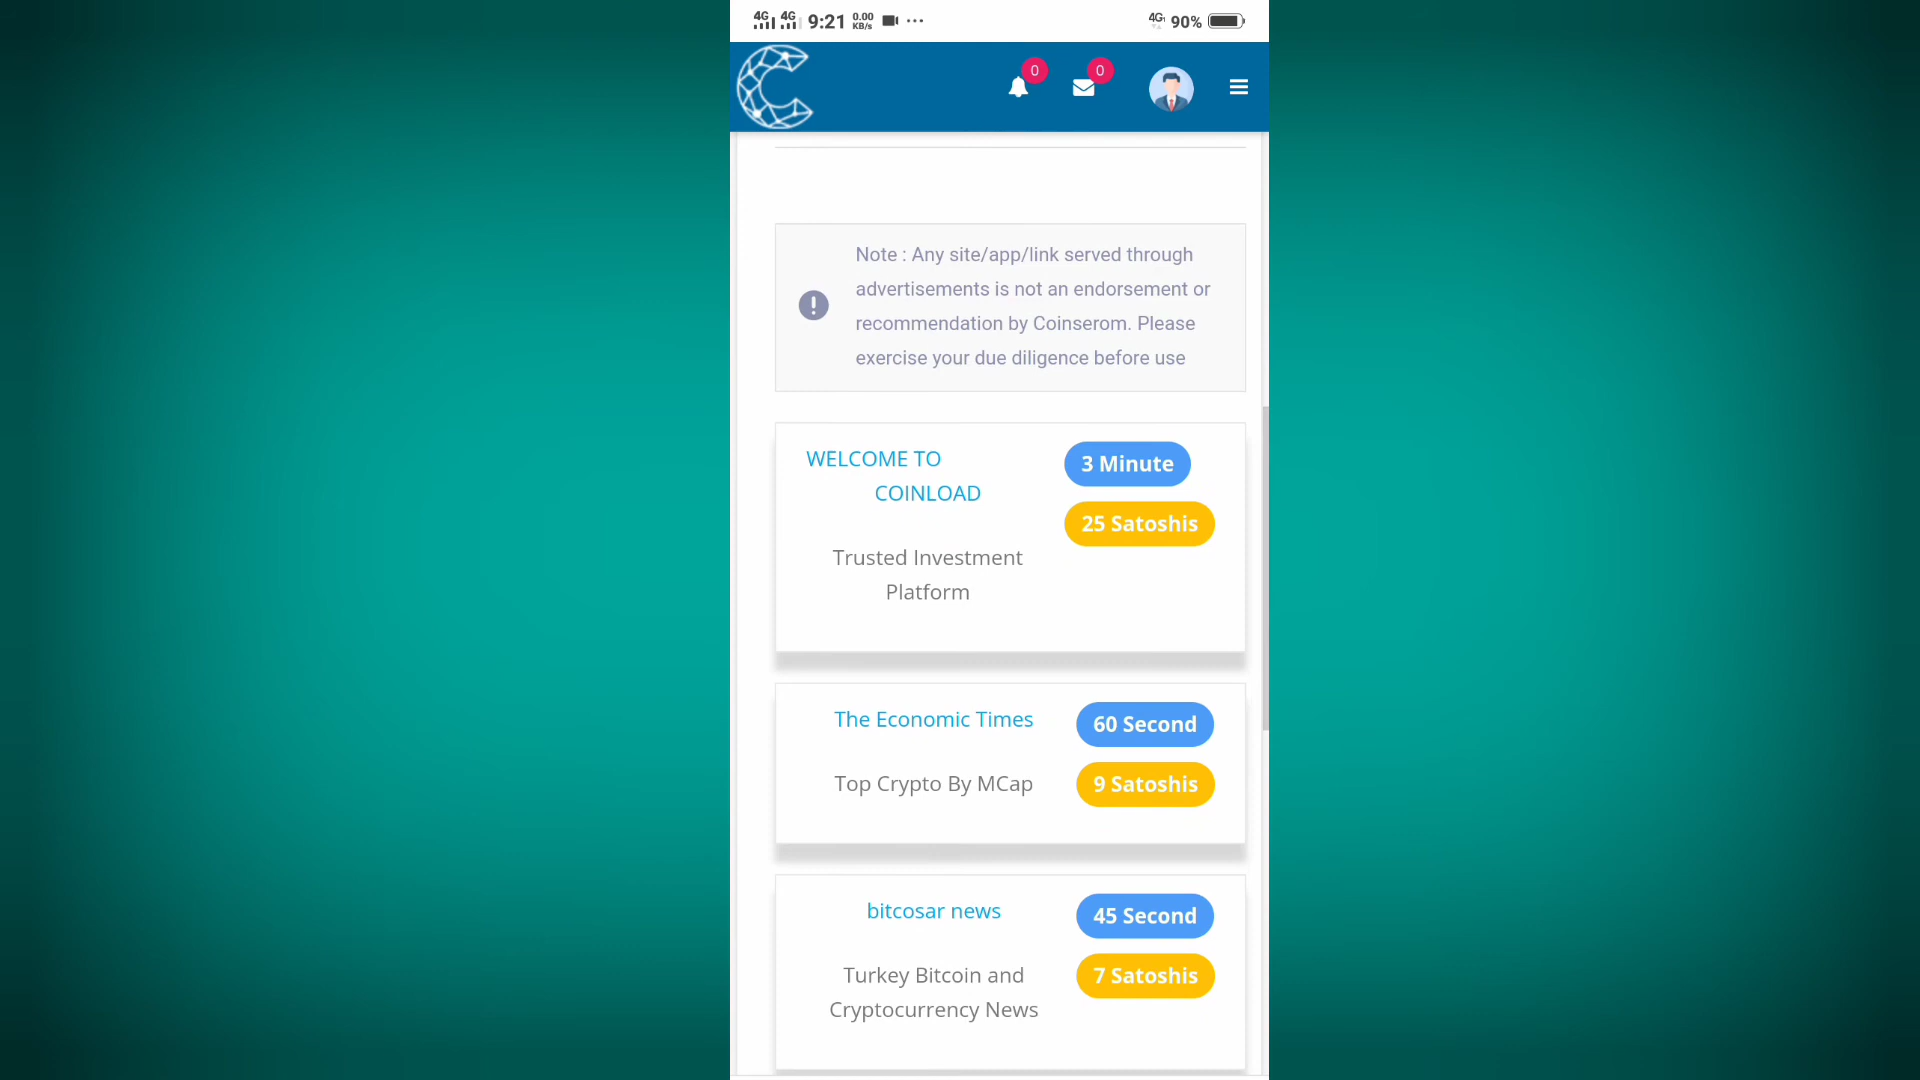 4G 4G 9:21 0.00 KB/s ... 4G 90%
0 0
Note : Any site/app/link served through
advertisements is not an endorsement or
recommendation by Coinserom. Please
exercise your due diligence before use
WELCOME TO
COINLOAD
3 Minute
25 Satoshis
Trusted Investment
Platform
The Economic Times
60 Second
Top Crypto By MCap
9 Satoshis
bitcosar news
45 Second
Turkey Bitcoin and
Cryptocurrency News
7 Satoshis